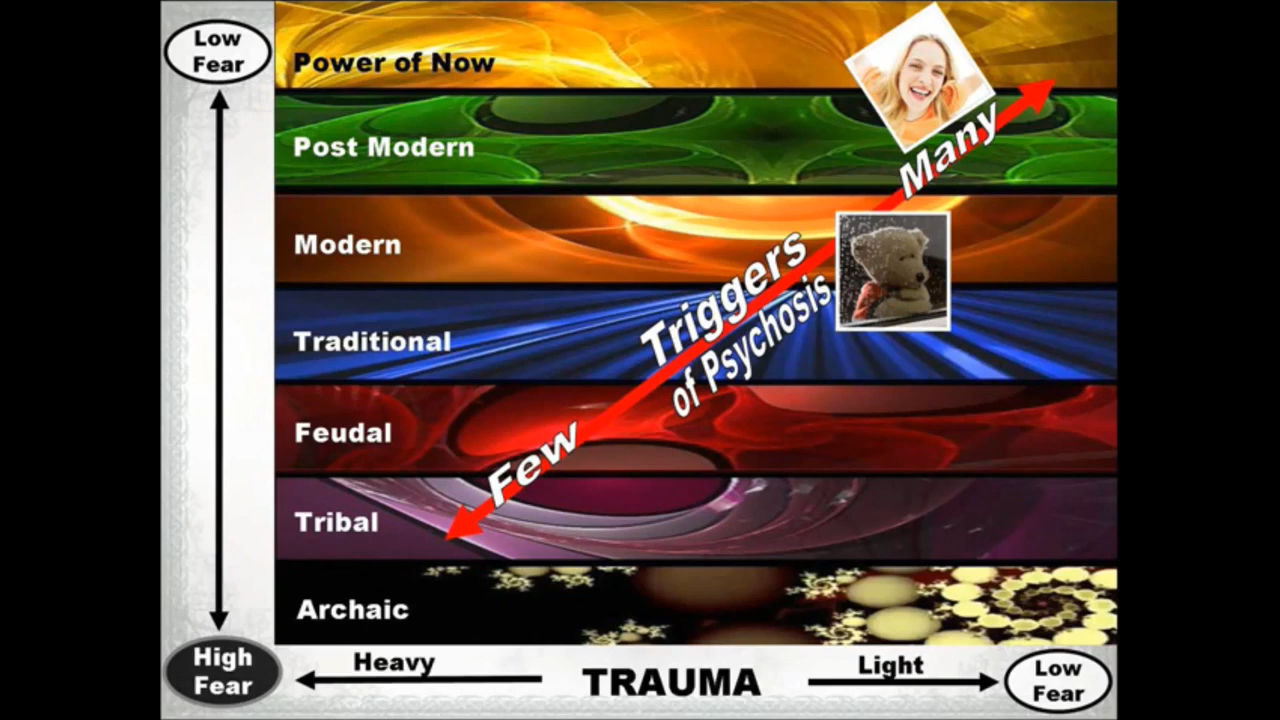 Low
Fear
Power of Now
Post Modern
Many
Modern
Triggers
of Psychosis
Traditional
Feudal
Few
Tribal
Archaic
High
Fear
Heavy
TRAUMA
Light
Low
Fear